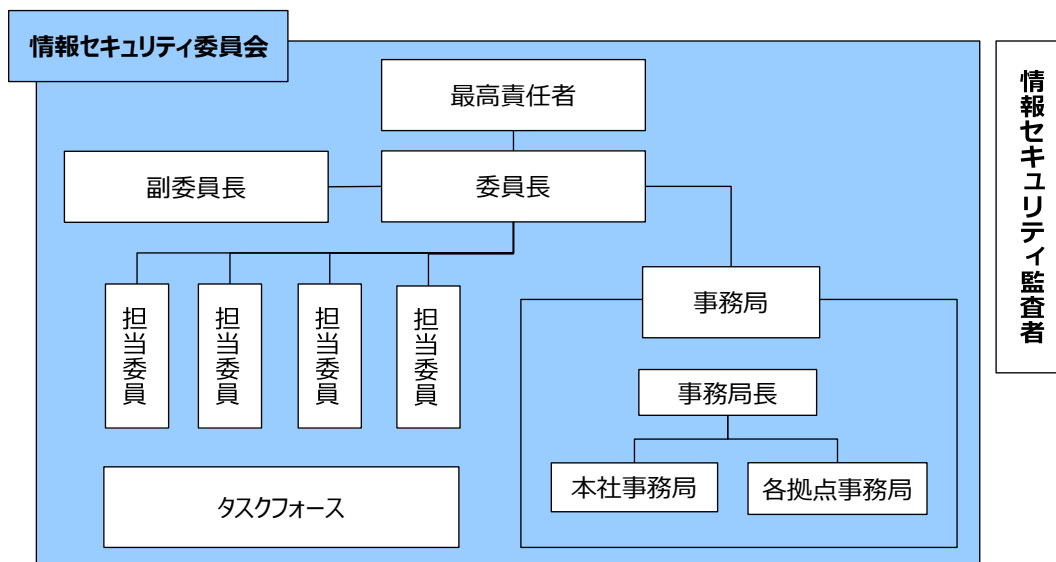 情報セキュリティ委員会
最高責任者
副委員長
委員長
担当委員
担当委員
担当委員
担当委員
事務局
事務局長
本社事務局
各拠点事務局
タスクフォース
情報セキュリティ監査者